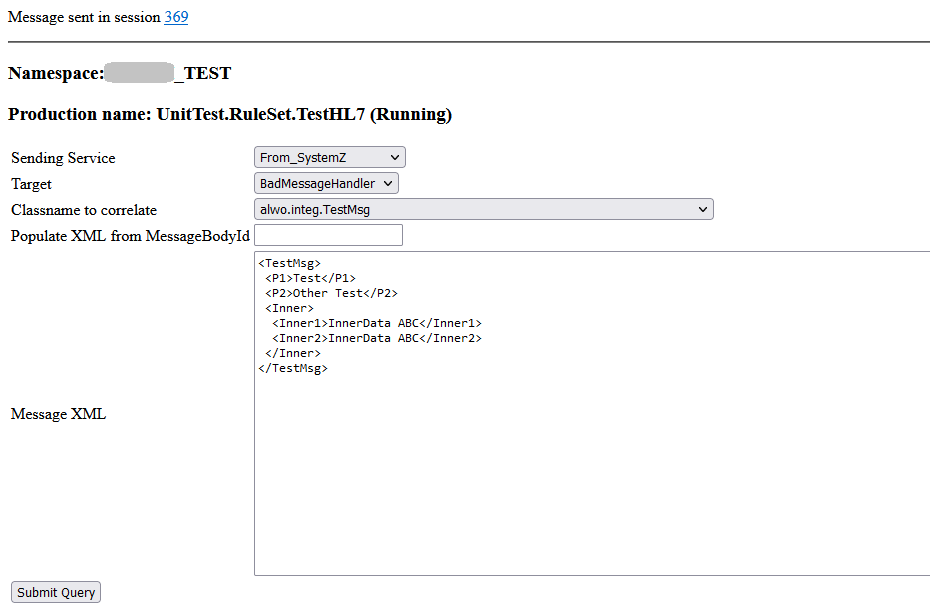 Message sent in session 369
Namespace: _TEST
Production name: UnitTest.RuleSet.TestHL7 (Running)
Sending Service From_SystemZ
Target BadMessageHandler
Classname to correlate alwo.integ.TestMsg
Populate XML from MessageBodyId
<TestMsg>
 <P1>Test</P1>
 <P2>Other Test</P2>
 <Inner>
  <Inner1>InnerData ABC</Inner1>
  <Inner2>InnerData ABC</Inner2>
 </Inner>
</TestMsg>
Message XML
Submit Query